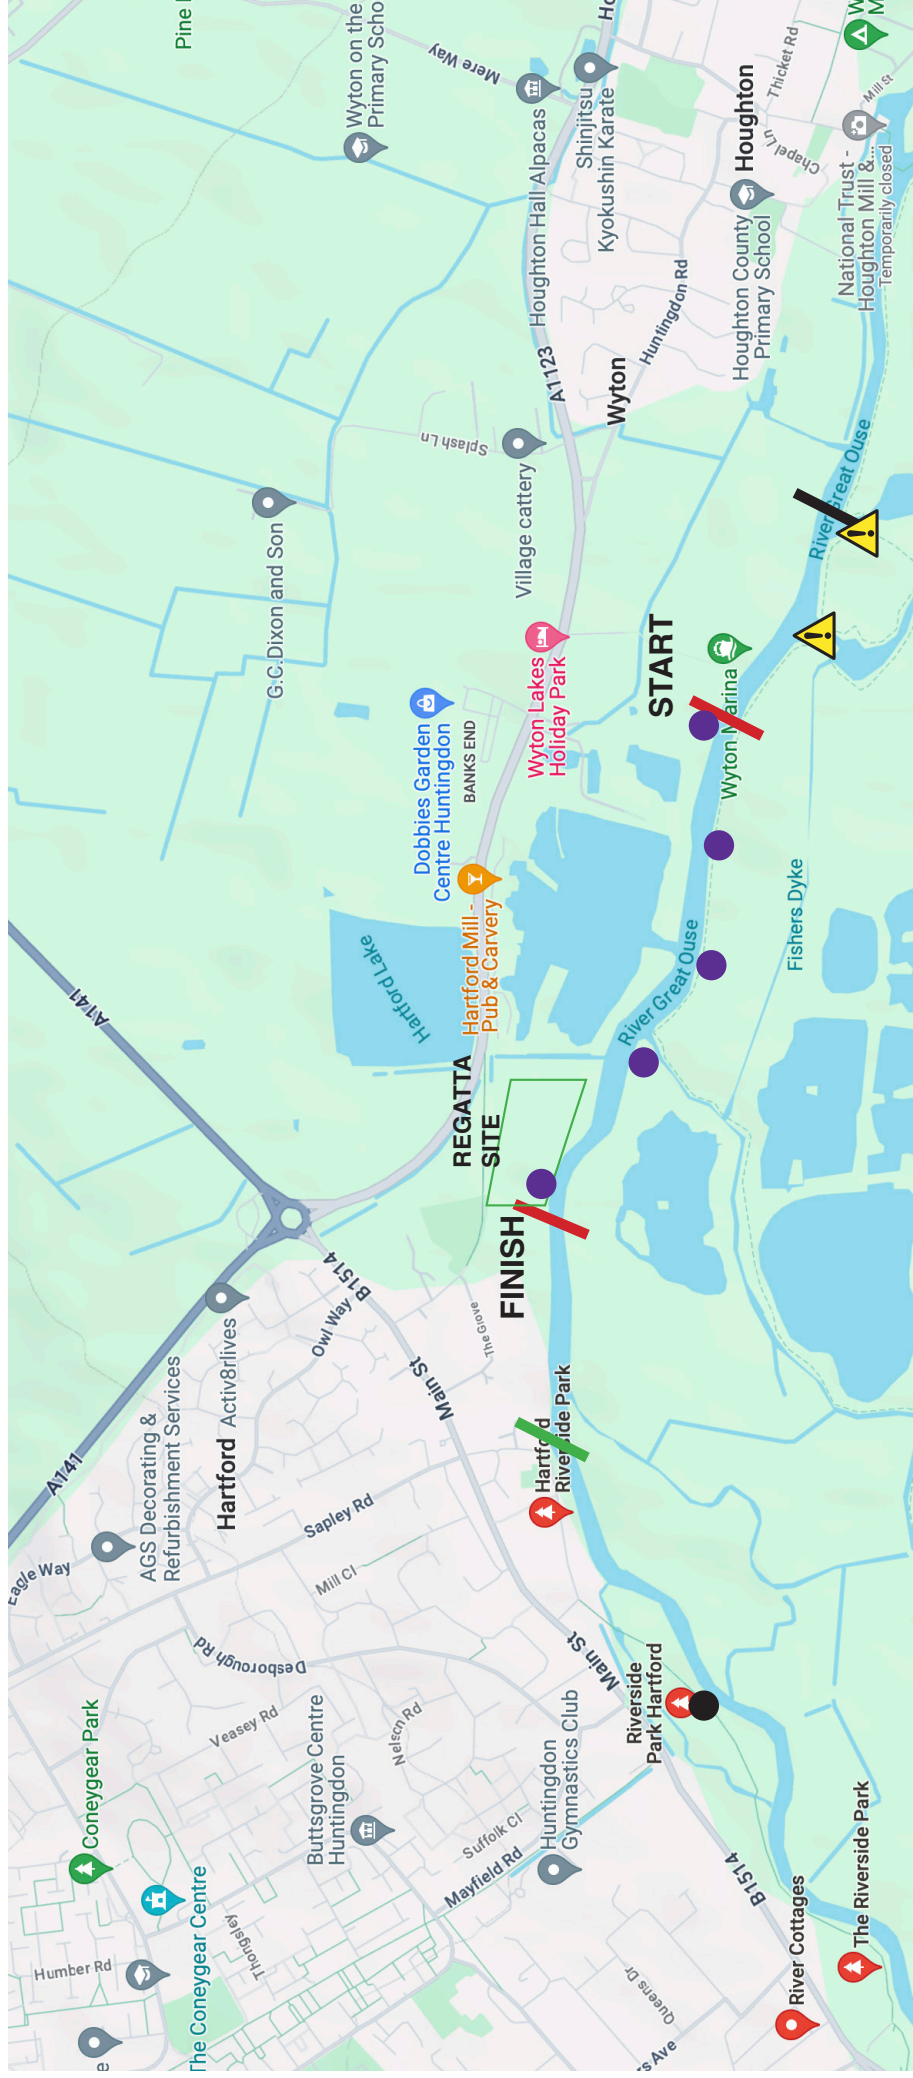 Pine
Wyton on the
Primary Scho
Mere Way
Ho
Houghton Hall Alpacas
Shinjitsu
Kyokushin Karate
Thicket Rd
Mill St
Chapel Ln
Houghton
Houghton County
Primary School
National Trust -
Houghton Mill &...
Temporarily closed
Huntingdon Rd
A1123
Wyton
Splash Ln
Village cattery
G.C.Dixon and Son
River Great Ouse
START
Wyton Marina
Wyton Lakes
Holiday Park
Dobbies Garden
Centre Huntingdon
BANKS END
Hartford Mill -
Pub & Carvery
Hartford Lake
Fishers Dyke
River Great Ouse
A141
REGATTA
SITE
FINISH
B1514
Owl Way
The Grove
Main St
Activ8rlives
AGS Decorating &
Refurbishment Services
Hartford
A141
Eagle Way
Sapley Rd
Mill Cl
Hartford
Riverside Park
Main St
Desborough Rd
Veasey Rd
Nelson Rd
Riverside
Park Hartford
Coneygear Park
Buttsgrove Centre
Huntingdon
Suffolk Cl
Mayfield Rd
Huntingdon
Gymnastics Club
B1514
The Coneygear Centre
Thongsley
Humber Rd
Queens Dr
River Cottages
The Riverside Park
rs Ave
e